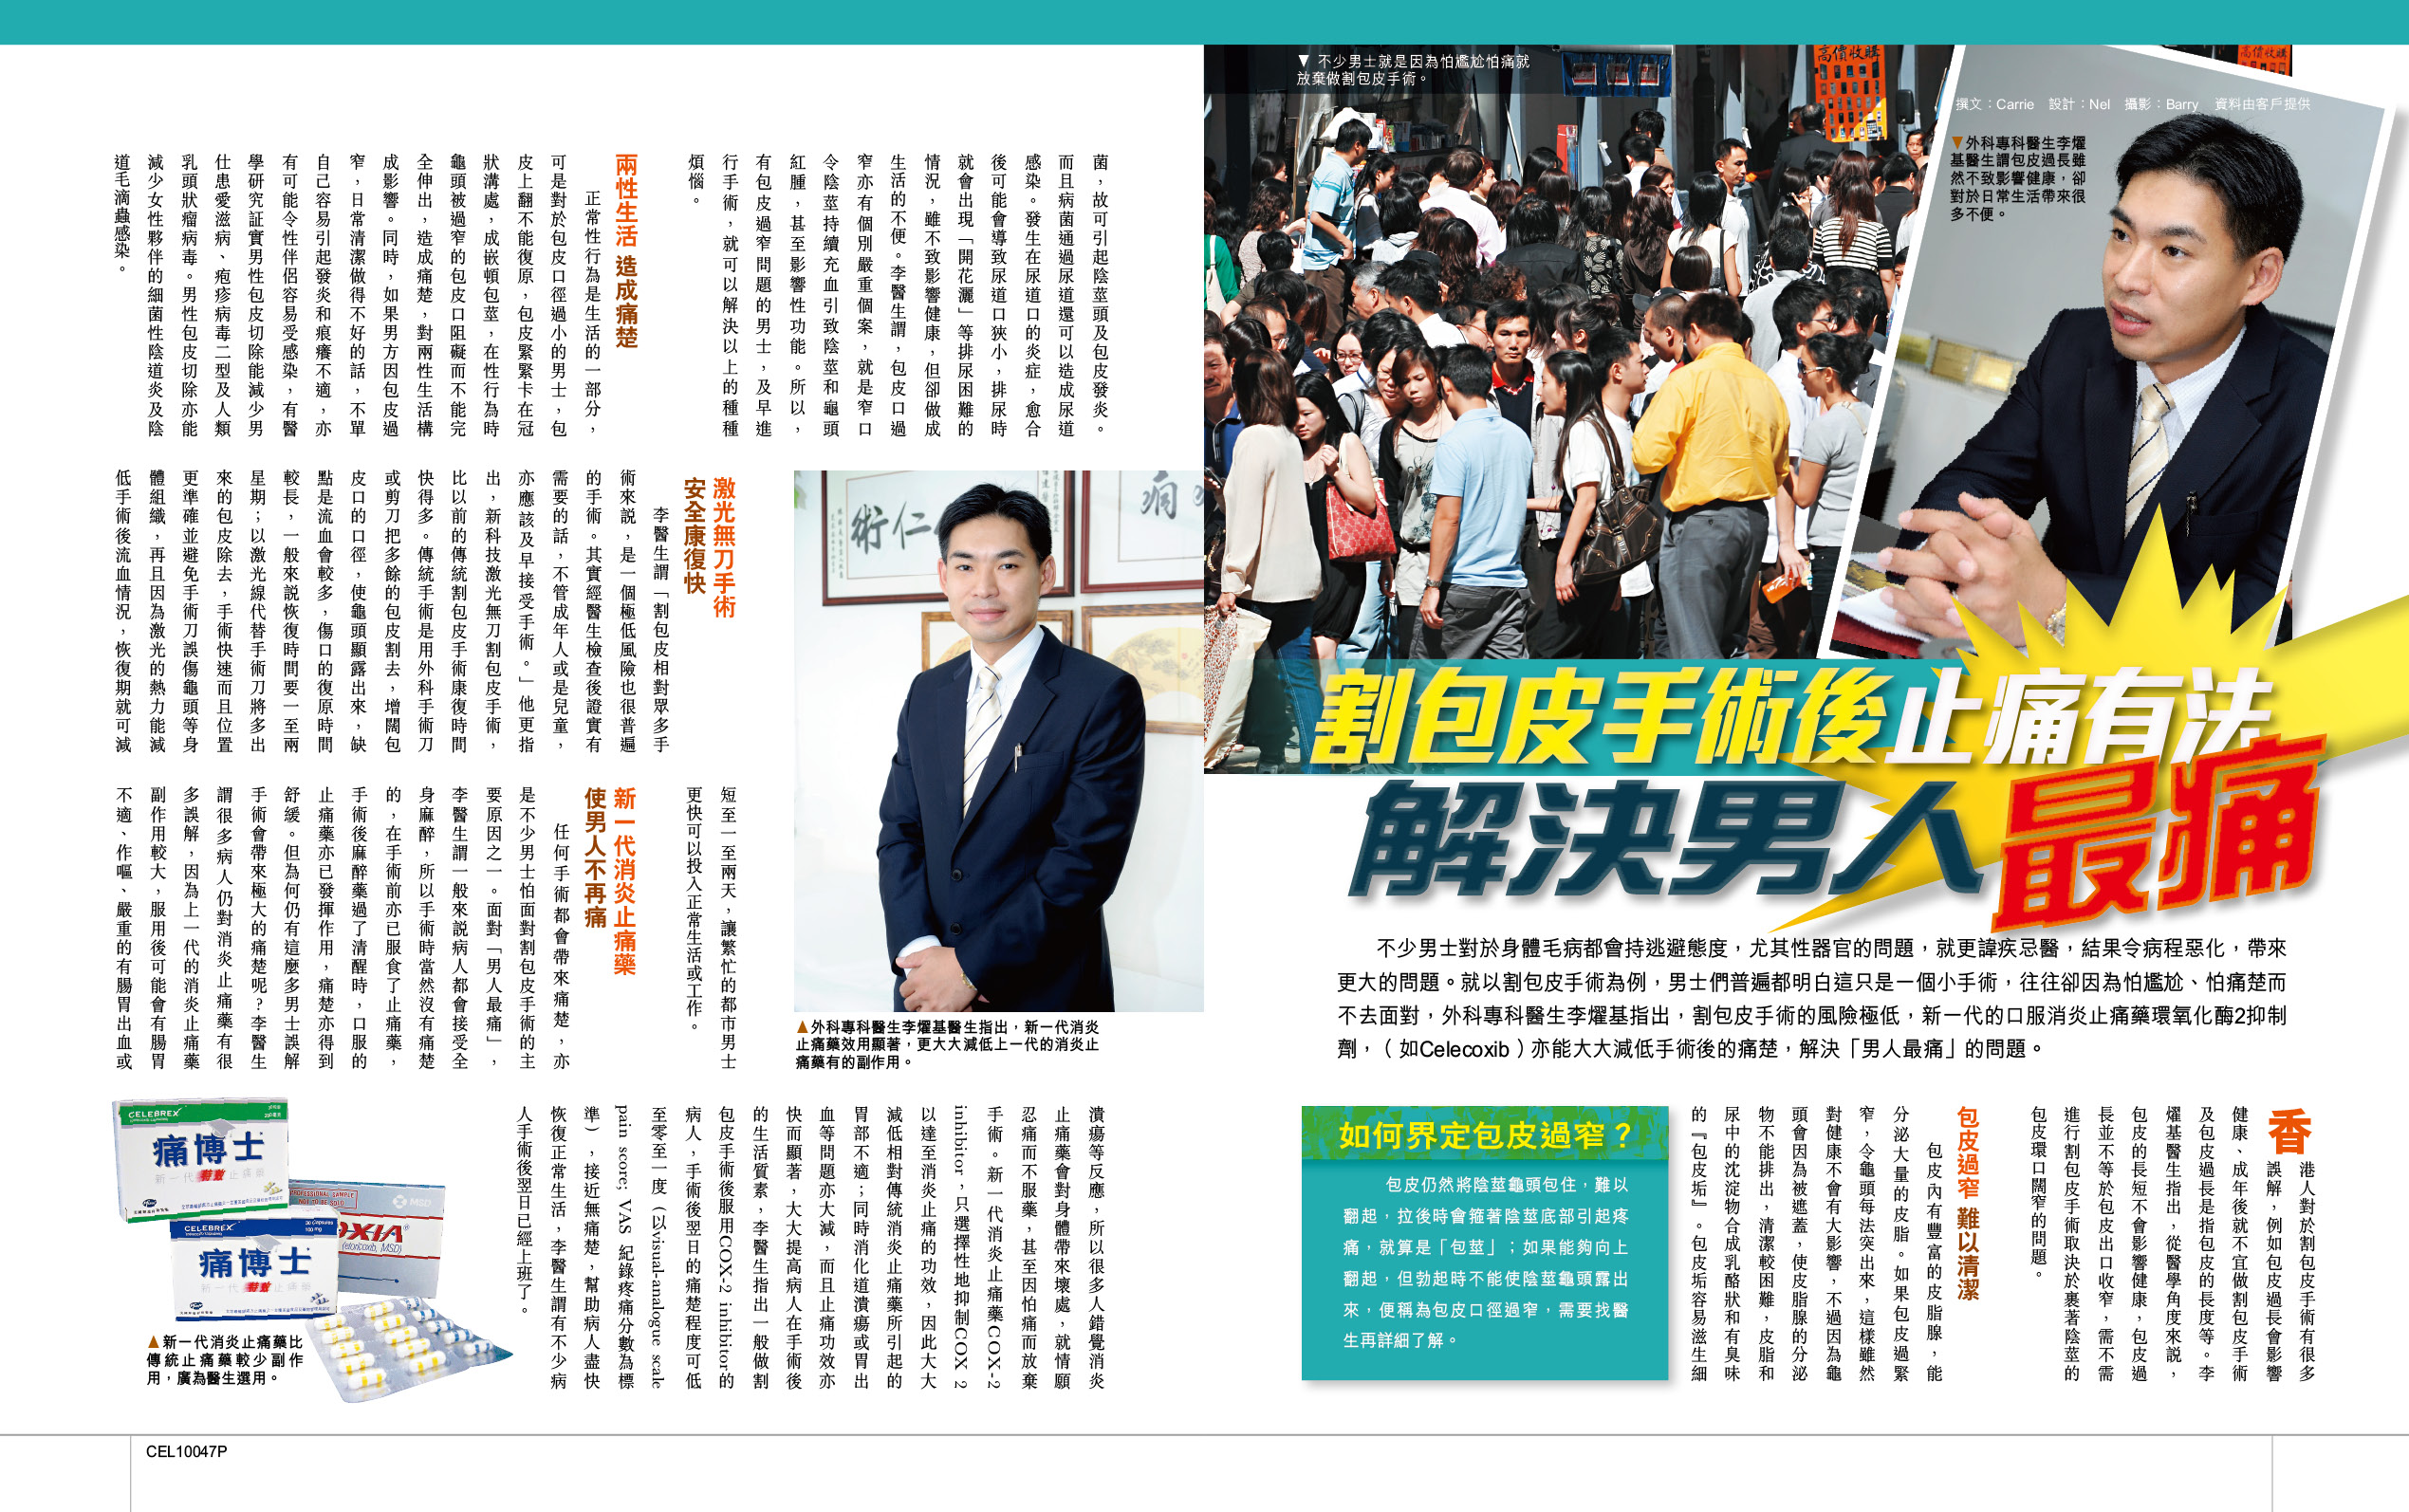 ▼ 不少男士就是因為怕尷尬怕痛就
放棄做割包皮手術。
撰文：Carrie 設計：Nel 攝影：Barry 資料由客戶提供
▼外科專科醫生李燿
基醫生謂包皮過長雖
然不致影響健康，卻
對於日常生活帶來很
多不便。
高價收購
割包皮手術後止痛有法
解決男人最痛
不少男士對於身體毛病都會持逃避態度，尤其性器官的問題，就更諱疾忌醫，結果令病程惡化，帶來
更大的問題。就以割包皮手術為例，男士們普遍都明白這只是一個小手術，往往卻因為怕尷尬、怕痛楚而
不去面對，外科專科醫生李燿基指出，割包皮手術的風險極低，新一代的口服消炎止痛藥環氧化酶2抑制
劑，（如Celecoxib）亦能大大減低手術後的痛楚，解決「男人最痛」的問題。
香港人對於割包皮手術有很多
誤解，例如包皮過長會影響
健康、成年後就不宜做割包皮手術
及包皮過長是指包皮的長度等。李
燿基醫生指出，從醫學角度來說，
包皮的長短不會影響健康，包皮過
長並不等於包皮出口收窄，需不需
進行割包皮手術取決於裹著陰莖的
包皮環口闊窄的問題。
包皮過窄 難以清潔
包皮內有豐富的皮脂腺，能
分泌大量的皮脂。如果包皮過緊
窄，令龜頭每法突出來，這樣雖然
對健康不會有大影響，不過因為龜
頭會因為被遮蓋，使皮脂腺的分泌
物不能排出，清潔較困難，皮脂和
尿中的沈淀物合成乳酪狀和有臭味
的『包皮垢』。包皮垢容易滋生細
如何界定包皮過窄？
包皮仍然將陰莖龜頭包住，難以
翻起，拉後時會箍著陰莖底部引起疼
痛，就算是「包莖」；如果能夠向上
翻起，但勃起時不能使陰莖龜頭露出
來，便稱為包皮口徑過窄，需要找醫
生再詳細了解。
菌，故可引起陰莖頭及包皮發炎。
而且病菌通過尿道還可以造成尿道
感染。發生在尿道口的炎症，愈合
後可能會導致尿道口狹小，排尿時
就會出現「開花灑」等排尿困難的
情況，雖不致影響健康，但卻做成
生活的不便。李醫生謂，包皮口過
窄亦有個別嚴重個案，就是窄口
令陰莖持續充血引致陰莖和龜頭
紅腫，甚至影響性功能。所以，
有包皮過窄問題的男士，及早進
行手術，就可以解決以上的種種
煩惱。
兩性生活 造成痛楚
正常性行為是生活的一部分，
可是對於包皮口徑過小的男士，包
皮上翻不能復原，包皮緊緊卡在冠
狀溝處，成嵌頓包莖，在性行為時
龜頭被過窄的包皮口阻礙而不能完
全伸出，造成痛楚，對兩性生活構
成影響。同時，如果男方因包皮過
窄，日常清潔做得不好的話，不單
自己容易引起發炎和痕癢不適，亦
有可能令性伴侶容易受感染，有醫
學研究証實男性包皮切除能減少男
仕患愛滋病、疱疹病毒二型及人類
乳頭狀瘤病毒。男性包皮切除亦能
減少女性夥伴的細菌性陰道炎及陰
道毛滴蟲感染。
激光無刀手術
安全康復快
李醫生謂「割包皮相對眾多手
術來說，是一個極低風險也很普遍
的手術。其實經醫生檢查後證實有
需要的話，不管成年人或是兒童，
亦應該及早接受手術。」他更指
出，新科技激光無刀割包皮手術，
比以前的傳統割包皮手術康復時間
快得多。傳統手術是用外科手術刀
或剪刀把多餘的包皮割去，增闊包
皮口的口徑，使龜頭顯露出來，缺
點是流血會較多，傷口的復原時間
較長，一般來說恢復時間要一至兩
星期；以激光線代替手術刀將多出
來的包皮除去，手術快速而且位置
更準確並避免手術刀誤傷龜頭等身
體組織，再且因為激光的熱力能減
低手術後流血情況，恢復期就可減
短至一至兩天，讓繁忙的都市男士
更快可以投入正常生活或工作。
新一代消炎止痛藥
使男人不再痛
任何手術都會帶來痛楚，亦
是不少男士怕面對割包皮手術的主
要原因之一。面對「男人最痛」，
李醫生謂一般來說病人都會接受全
身麻醉，所以手術時當然沒有痛楚
的，在手術前亦已服食了止痛藥，
手術後麻醉藥過了清醒時，口服的
止痛藥亦已發揮作用，痛楚亦得到
舒緩。但為何仍有這麼多男士誤解
手術會帶來極大的痛楚呢？李醫生
謂很多病人仍對消炎止痛藥有很
多誤解，因為上一代的消炎止痛藥
副作用較大，服用後可能會有腸胃
不適、作嘔、嚴重的有腸胃出血或
潰瘍等反應，所以很多人錯覺消炎
止痛藥會對身體帶來壞處，就情願
忍痛而不服藥，甚至因怕痛而放棄
手術。新一代消炎止痛藥COX-2
inhibitor，只選擇性地抑制COX 2
以達至消炎止痛的功效，因此大大
減低相對傳統消炎止痛藥所引起的
胃部不適；同時消化道潰瘍或胃出
血等問題亦大減，而且止痛功效亦
快而顯著，大大提高病人在手術後
的生活質素，李醫生指出一般做割
包皮手術後服用COX-2 inhibitor的
病人，手術後翌日的痛楚程度可低
至零至一度（以visual-analogue scale
pain score; VAS 紀錄疼痛分數為標
準），接近無痛楚，幫助病人盡快
恢復正常生活，李醫生謂有不少病
人手術後翌日已經上班了。
仁術
▲外科專科醫生李燿基醫生指出，新一代消炎
止痛藥效用顯著，更大大減低上一代的消炎止
痛藥有的副作用。
CELEBREX
痛博士
新一代特效止痛藥
PROFESSIONAL SAMPLE
NOT TO BE SOLD
MSD
OXIA
(etoricoxib, MSD)
CELEBREX
30 Capsules
100 mg
痛博士
新一代特效止痛藥
▲新一代消炎止痛藥比
傳統止痛藥較少副作
用，廣為醫生選用。
CEL10047P